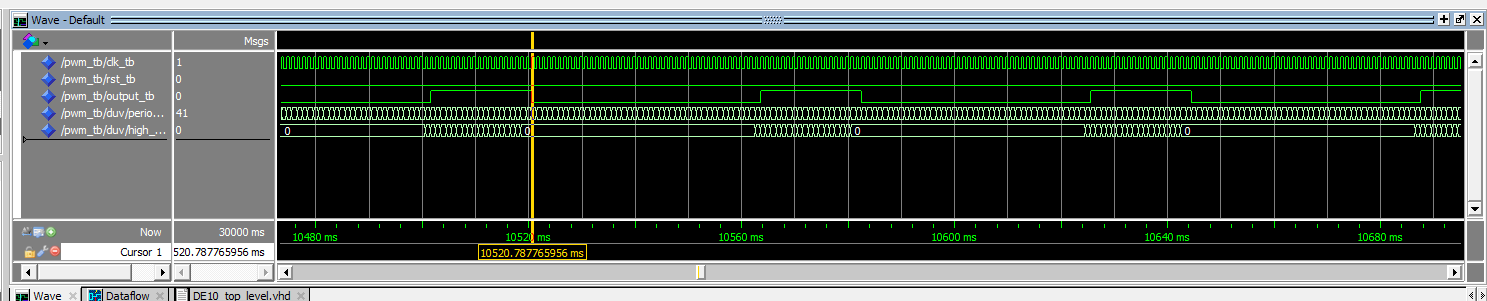 Wave - Default
Msgs
/pwm_tb/clk_tb 1
/pwm_tb/rst_tb 0
/pwm_tb/output_tb 0
/pwm_tb/duv/perio... 41
/pwm_tb/duv/high_... 0
0 0 0 0
Now 30000 ms
10480 ms 10520 ms 10560 ms 10600 ms 10640 ms 10680 ms
Cursor 1 520.787765956 ms
10520.787765956 ms
Wave Dataflow DE10_top_level.vhd